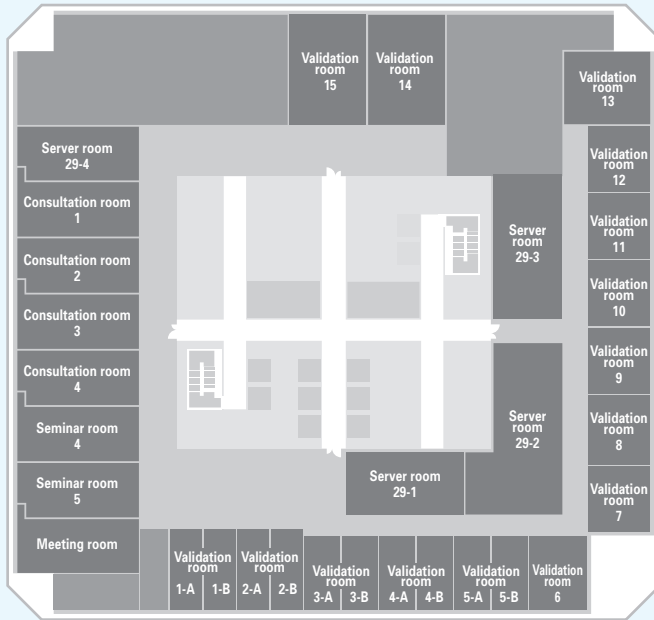 Validation
room
15
Validation
room
14
Validation
room
13
Server room
29-4
Consultation room
1
Consultation room
2
Consultation room
3
Consultation room
4
Seminar room
4
Seminar room
5
Meeting room
Validation
room
12
Validation
room
11
Validation
room
10
Validation
room
9
Validation
room
8
Validation
room
7
Server
room
29-3
Server
room
29-2
Server room
29-1
Validation
room
1-A 1-B
Validation
room
2-A 2-B
Validation
room
3-A 3-B
Validation
room
4-A 4-B
Validation
room
5-A 5-B
Validation
room
6